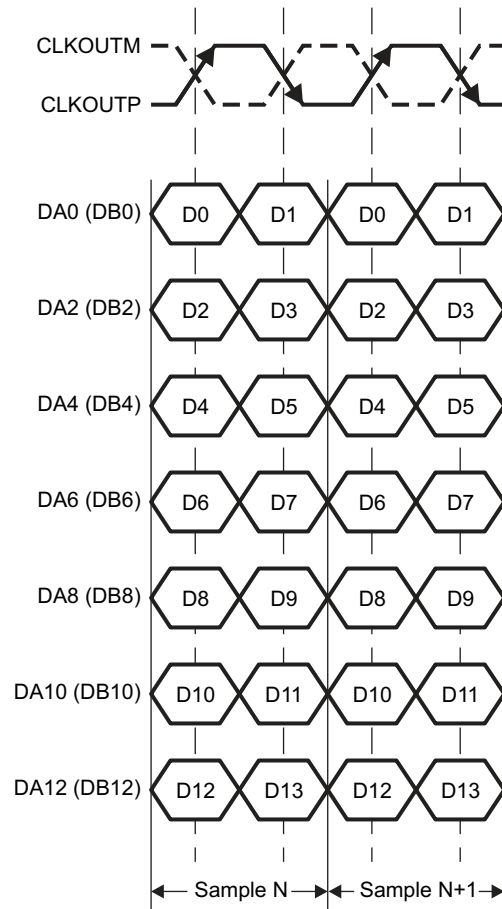 CLKOUTM
CLKOUTP
DA0 (DB0) D0 D1 D0 D1
DA2 (DB2) D2 D3 D2 D3
DA4 (DB4) D4 D5 D4 D5
DA6 (DB6) D6 D7 D6 D7
DA8 (DB8) D8 D9 D8 D9
DA10 (DB10) D10 D11 D10 D11
DA12 (DB12) D12 D13 D12 D13
Sample N Sample N+1